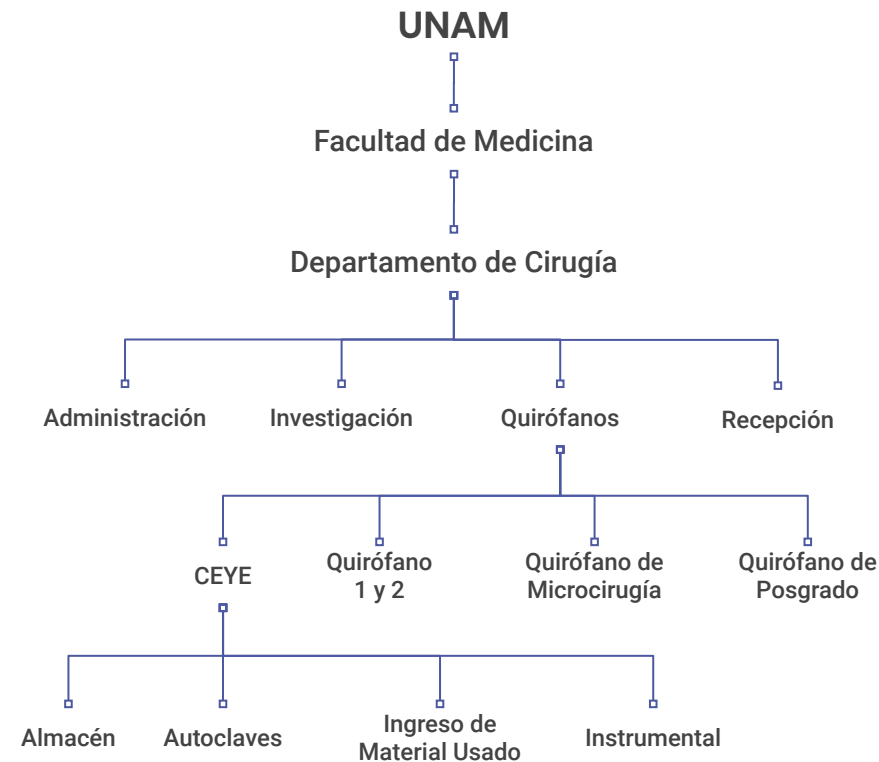 UNAM
Facultad de Medicina
Departamento de Cirugía
Administración
Investigación
Quirófanos
Recepción
CEYE
Quirófano
1 y 2
Quirófano de
Microcirugía
Quirófano de
Posgrado
Almacén
Autoclaves
Ingreso de
Material Usado
Instrumental